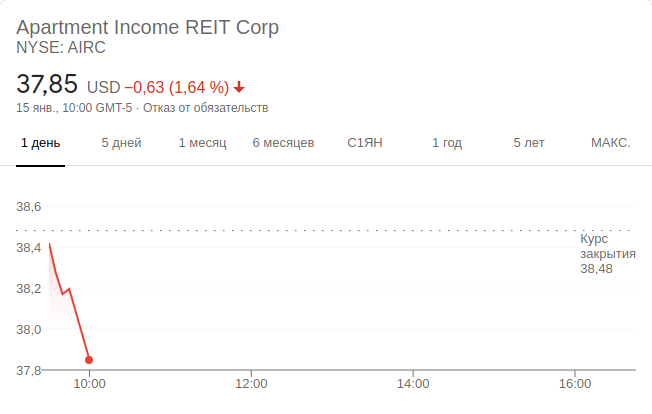 Apartment Income REIT Corp
NYSE: AIRC
37,85 USD −0,63 (1,64 %)
15 янв., 10:00 GMT-5 · Отказ от обязательств
1 день 5 дней 1 месяц 6 месяцев С1ЯН 1 год 5 лет МАКС.
38,6
38,4
38,2
38,0
37,8
Курс
закрытия
38,48
10:00 12:00 14:00 16:00